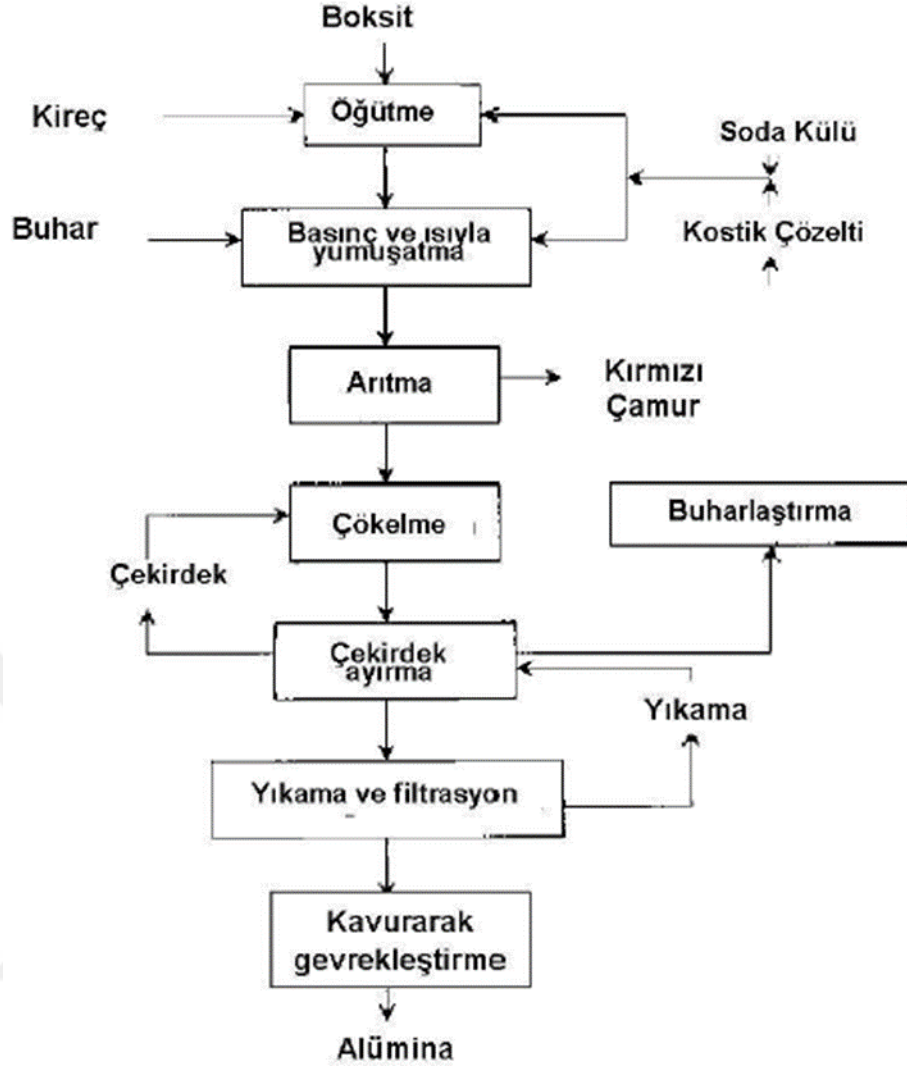 Boksit
Kireç
Öğütme
Soda Külü
Buhar
Basınç ve ısıyla
yumuşatma
Kostik Çözelti
Arıtma
Kırmızı
Çamur
Çökelme
Buharlaştırma
Çekirdek
Çekirdek
ayırma
Yıkama
Yıkama ve filtrasyon
Kavurarak
gevrekleştirme
Alümina